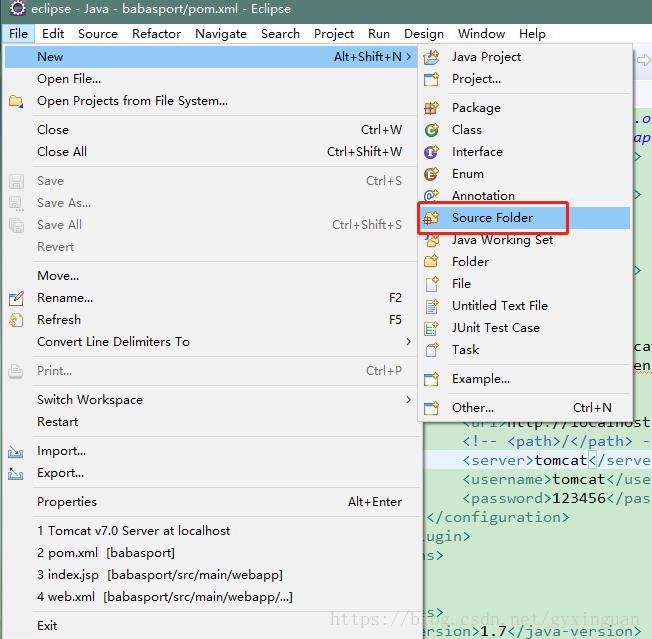 eclipse - Java - babasport/pom.xml - Eclipse
File Edit Source Refactor Navigate Search Project Run Design Window Help
New Alt+Shift+N >
Open File...
Open Projects from File System...
Close Ctrl+W
Close All Ctrl+Shift+W
Save Ctrl+S
Save As...
Save All Ctrl+Shift+S
Revert
Move...
Rename... F2
Refresh F5
Convert Line Delimiters To >
Print... Ctrl+P
Switch Workspace >
Restart
Import...
Export...
Properties Alt+Enter
1 Tomcat v7.0 Server at localhost
2 pom.xml [babasport]
3 index.jsp [babasport/src/main/webapp]
4 web.xml [babasport/src/main/webapp/...]
Exit
Java Project
Project...
Package
Class
Interface
Enum
Annotation
Source Folder
Java Working Set
Folder
File
Untitled Text File
JUnit Test Case
Task
Example...
Other... Ctrl+N
<url>http://localhost
<!-- <path>/</path> -
<server>tomcat</serve
<username>tomcat</use
<password>123456</pas
</configuration>
lugin>
ns>
es>
ersion>1.7</java-version>
https://blog.csdn.net/gyxinguan